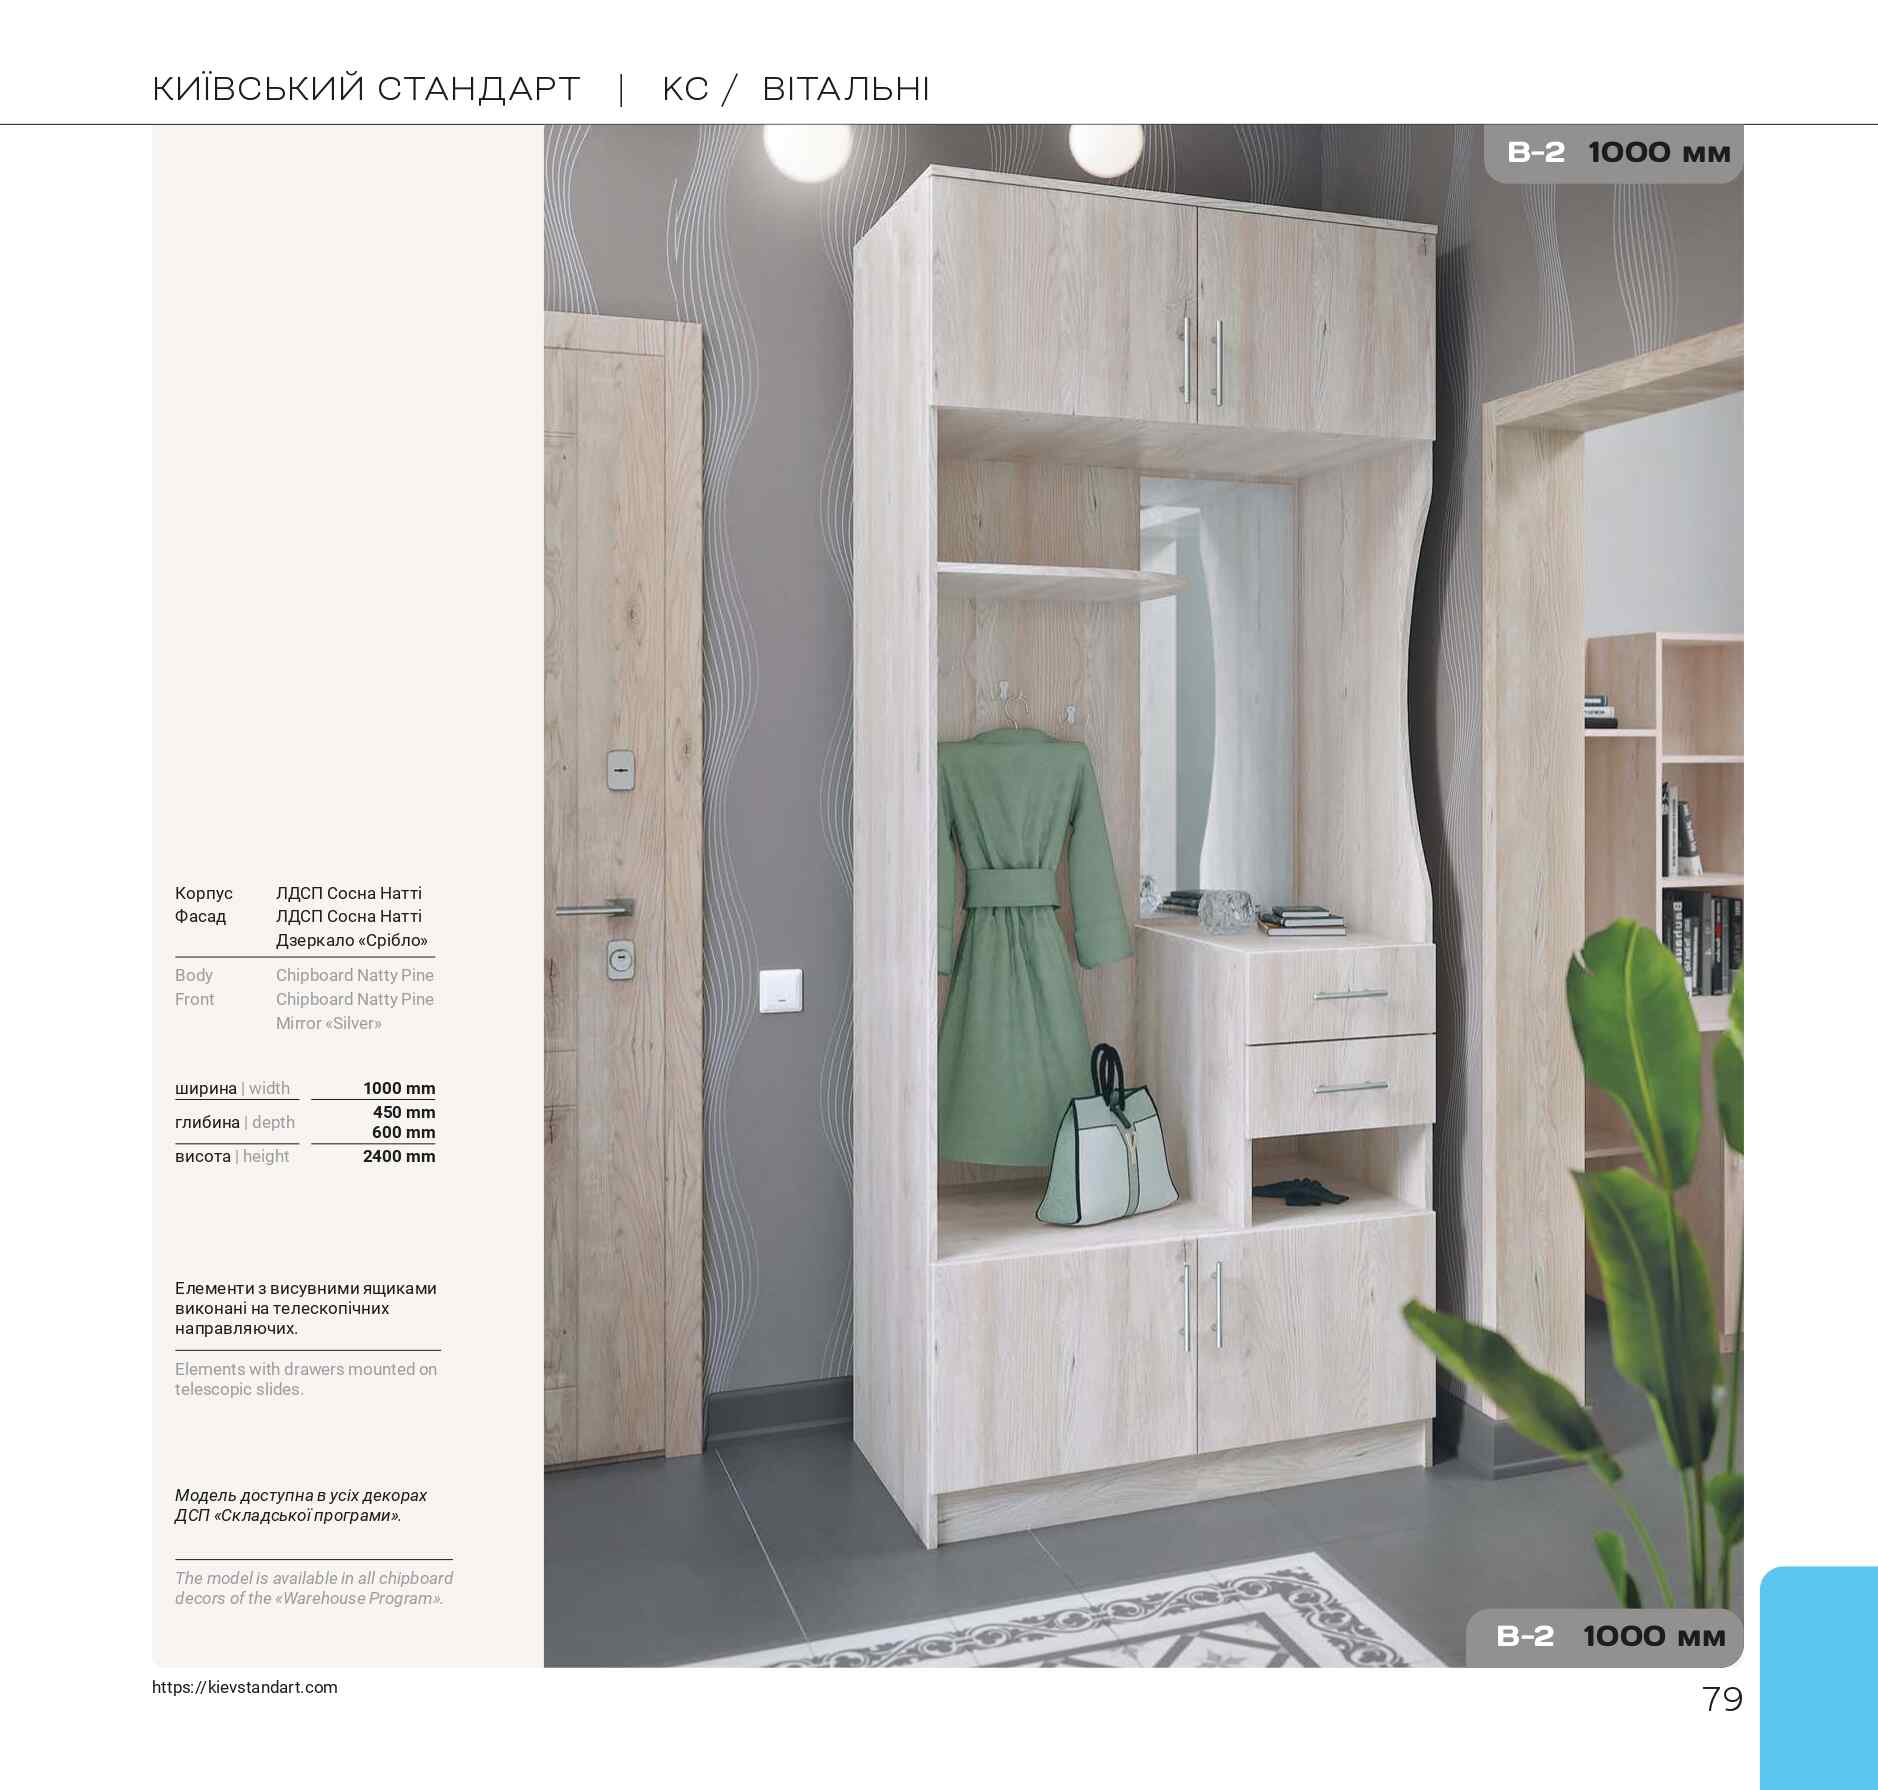 КИЇВСЬКИЙ СТАНДАРТ | КС / ВІТАЛЬНІ
В-2 1000 мм
Корпус ЛДСП Сосна Натті
Фасад ЛДСП Сосна Натті
Дзеркало «Срібло»
Body Chipboard Natty Pine
Front Chipboard Natty Pine
Mirror «Silver»
ширина | width 1000 mm
глибина | depth 450 mm
600 mm
висота | height 2400 mm
Елементи з висувними ящиками
виконані на телескопічних
направляючих.
Elements with drawers mounted on
telescopic slides.
Модель доступна в усіх декорах
ДСП «Складської програми».
The model is available in all chipboard
decors of the «Warehouse Program».
В-2 1000 мм
https://kievstandart.com
79